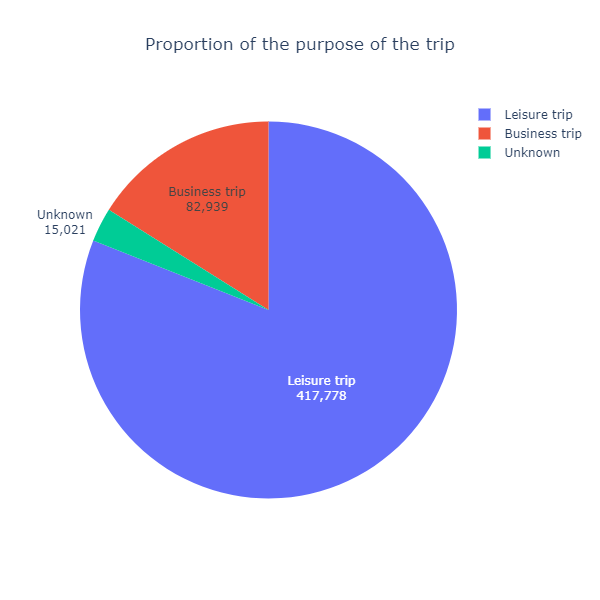 Proportion of the purpose of the trip
Leisure trip
Business trip
Unknown
Business trip
82,939
Unknown
15,021
Leisure trip
417,778